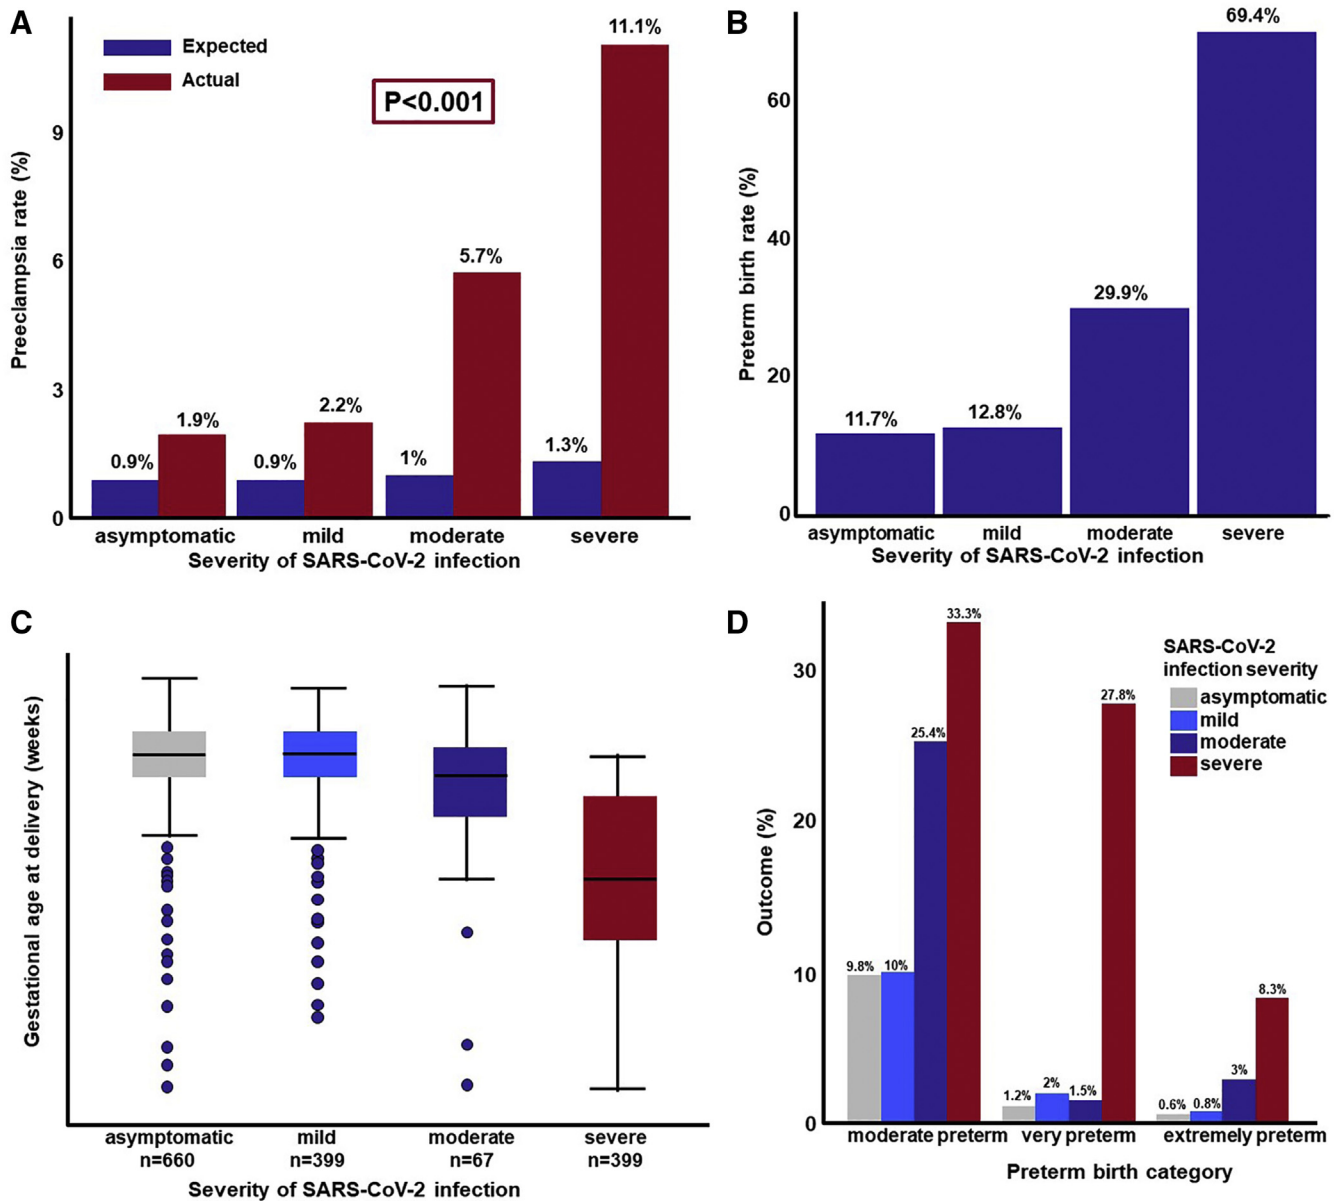 A
Expected
Actual
P<0.001
Preeclampsia rate (%)
9
6
3
0
0.9%
1.9%
0.9%
2.2%
1%
5.7%
1.3%
11.1%
asymptomatic mild moderate severe
Severity of SARS-CoV-2 infection
B
Preterm birth rate (%)
60
40
20
0
11.7%
12.8%
29.9%
69.4%
asymptomatic mild moderate severe
Severity of SARS-CoV-2 infection
C
Gestational age at delivery (weeks)
asymptomatic mild moderate severe
n=660 n=399 n=67 n=399
Severity of SARS-CoV-2 infection
D
SARS-CoV-2
infection severity
asymptomatic
mild
moderate
severe
Outcome (%)
30
20
10
0
9.8%
10%
25.4%
33.3%
1.2%
2%
1.5%
27.8%
0.6%
0.8%
3%
8.3%
moderate preterm very preterm extremely preterm
Preterm birth category